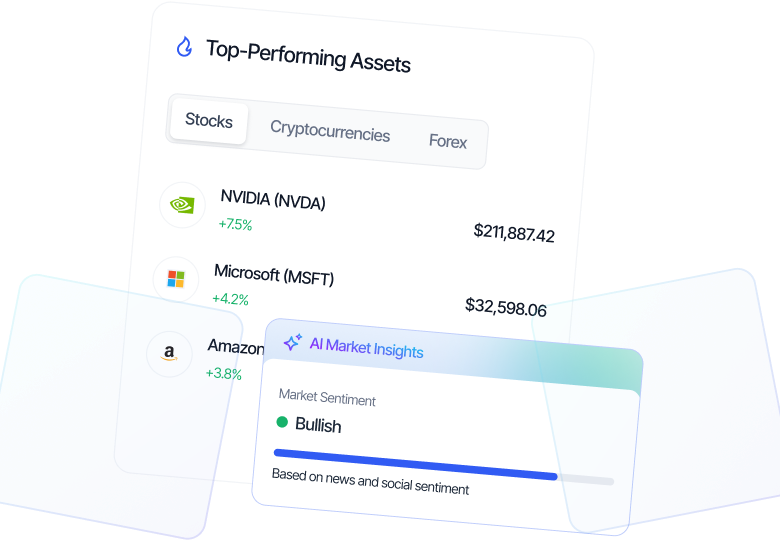 Top-Performing Assets
Stocks Cryptocurrencies Forex
NVIDIA (NVDA)
+7.5%
$211,887.42
Microsoft (MSFT)
+4.2%
$32,598.06
a
Amazon
+3.8%
AI Market Insights
Market Sentiment
Bullish
Based on news and social sentiment